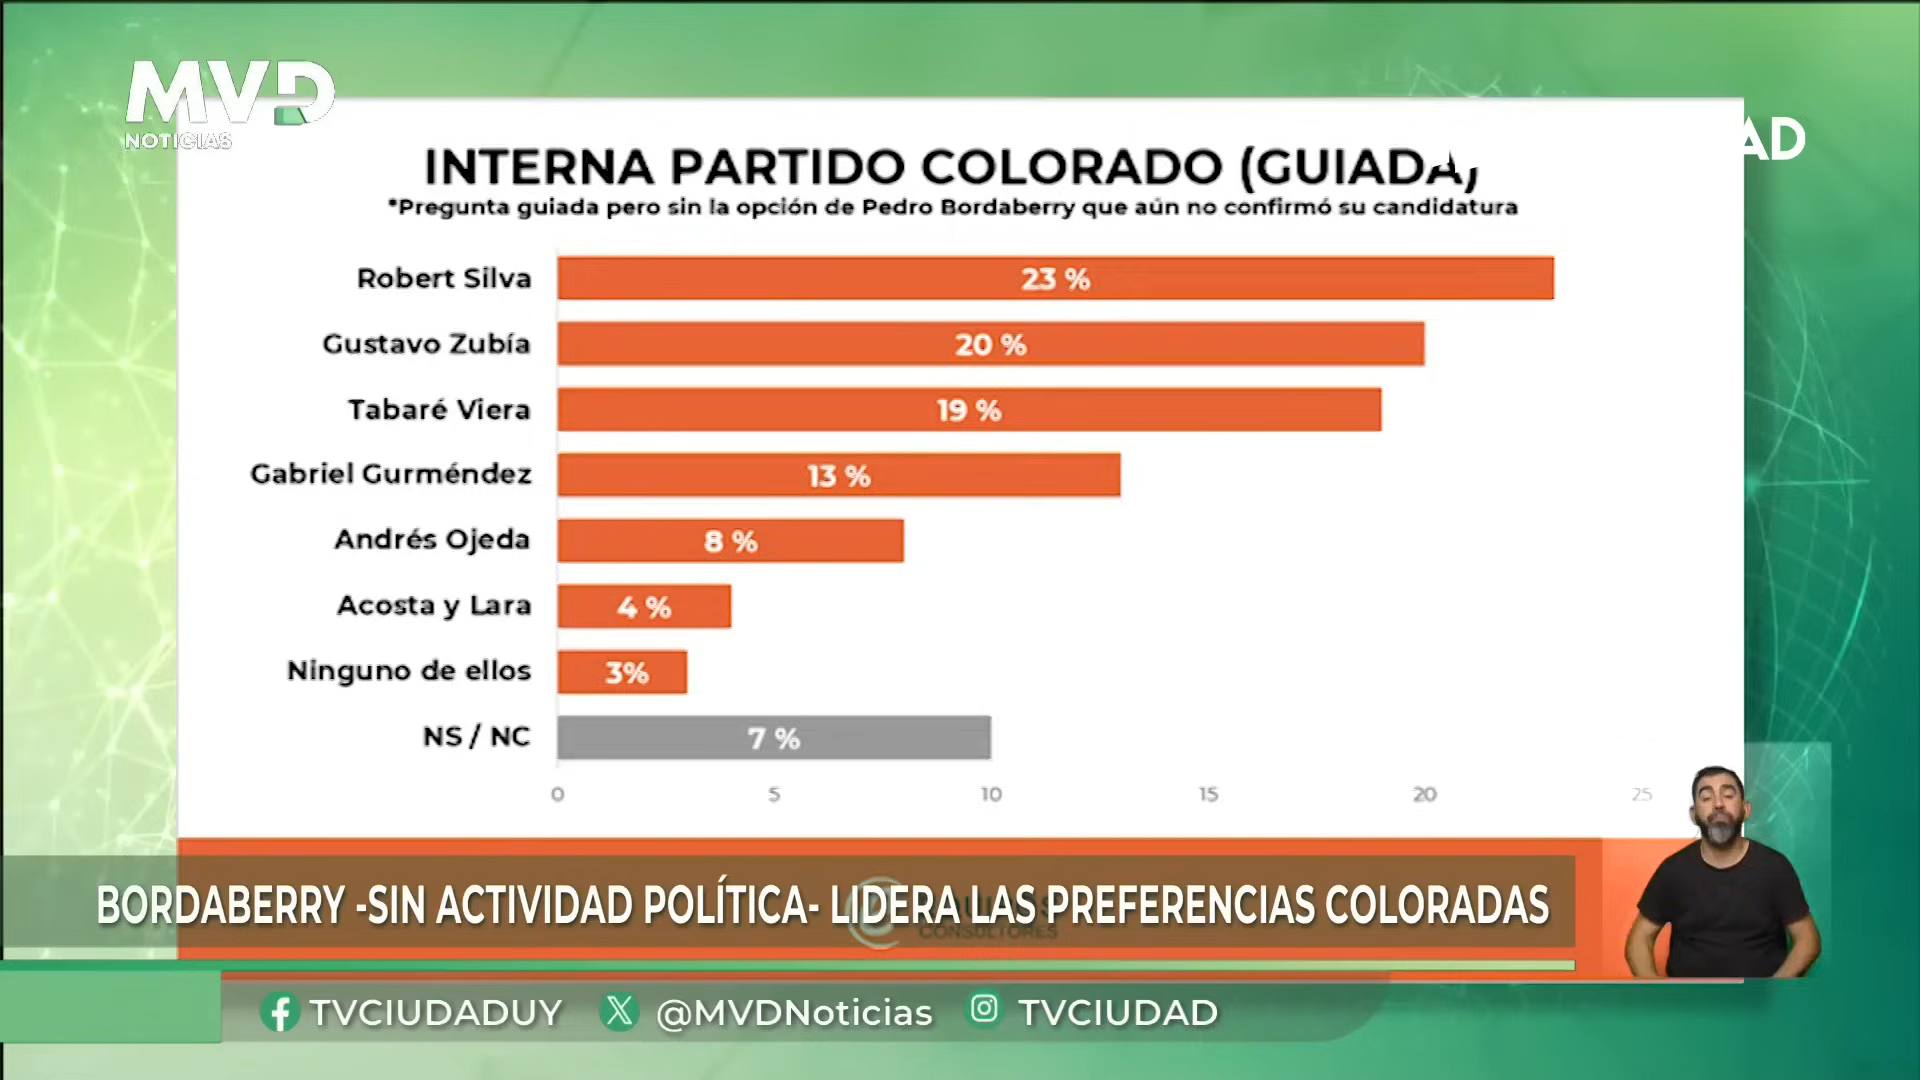 MVD
NOTICIAS
AD
INTERNA PARTIDO COLORADO (GUIADA)
*Pregunta guiada pero sin la opción de Pedro Bordaberry que aún no confirmó su candidatura
Robert Silva 23 %
Gustavo Zubía 20 %
Tabaré Viera 19 %
Gabriel Gurméndez 13 %
Andrés Ojeda 8 %
Acosta y Lara 4 %
Ninguno de ellos 3%
NS / NC 7 %
0 5 10 15 20 25
BORDABERRY -SIN ACTIVIDAD POLÍTICA- LIDERA LAS PREFERENCIAS COLORADAS
CONSULTORES
TVCIUDADUY @MVDNoticias TVCIUDAD